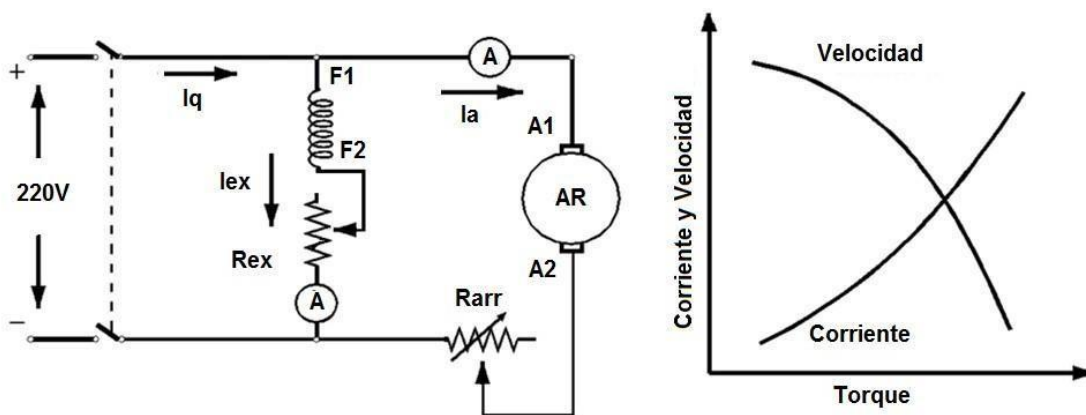 +
Iq
F1
A
Ia
A1
220V
F2
Iex
AR
Rex
A2
A
Rarr
−
Velocidad
Corriente y Velocidad
Corriente
Torque